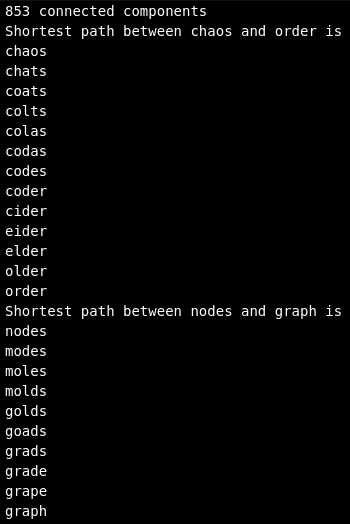 853 connected components
Shortest path between chaos and order is
chaos
chats
coats
colts
colas
codas
codes
coder
cider
eider
elder
older
order
Shortest path between nodes and graph is
nodes
modes
moles
molds
golds
goads
grads
grade
grape
graph